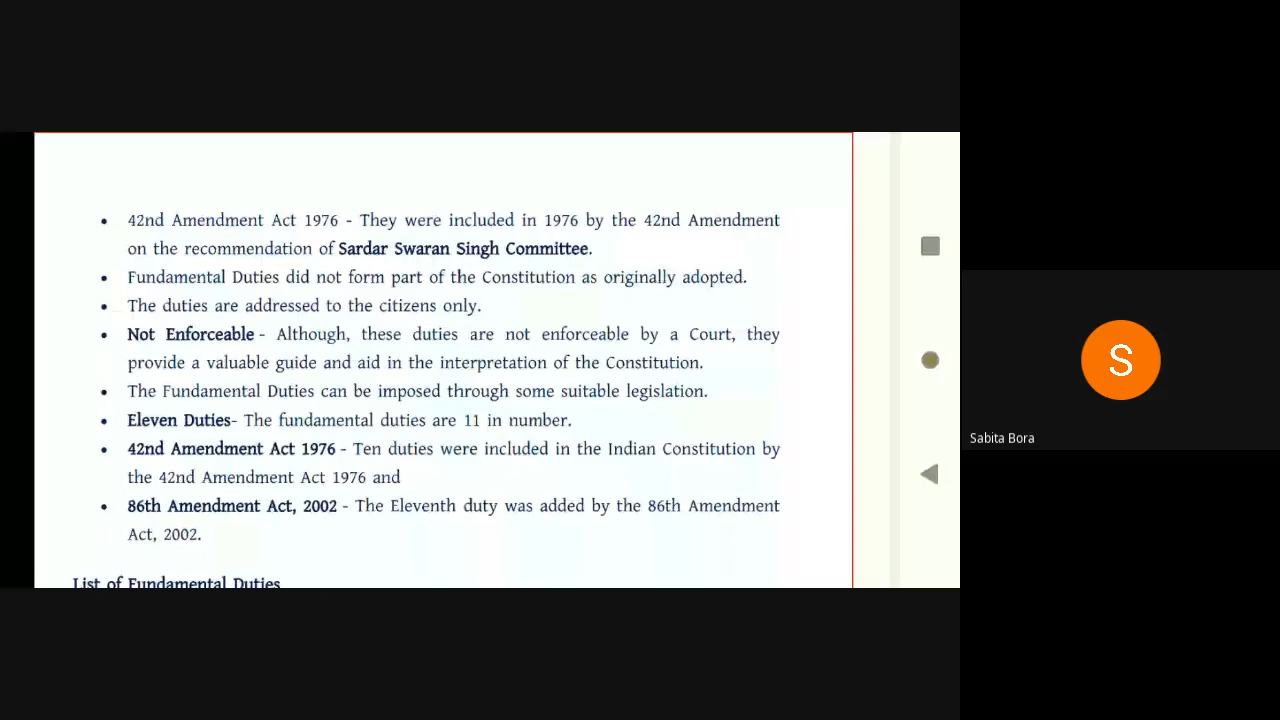 • 42nd Amendment Act 1976 - They were included in 1976 by the 42nd Amendment
on the recommendation of Sardar Swaran Singh Committee.
• Fundamental Duties did not form part of the Constitution as originally adopted.
• The duties are addressed to the citizens only.
• Not Enforceable - Although, these duties are not enforceable by a Court, they
provide a valuable guide and aid in the interpretation of the Constitution.
• The Fundamental Duties can be imposed through some suitable legislation.
• Eleven Duties- The fundamental duties are 11 in number.
• 42nd Amendment Act 1976 - Ten duties were included in the Indian Constitution by
the 42nd Amendment Act 1976 and
• 86th Amendment Act, 2002 - The Eleventh duty was added by the 86th Amendment
Act, 2002.
List of Fundamental Duties
S
Sabita Bora